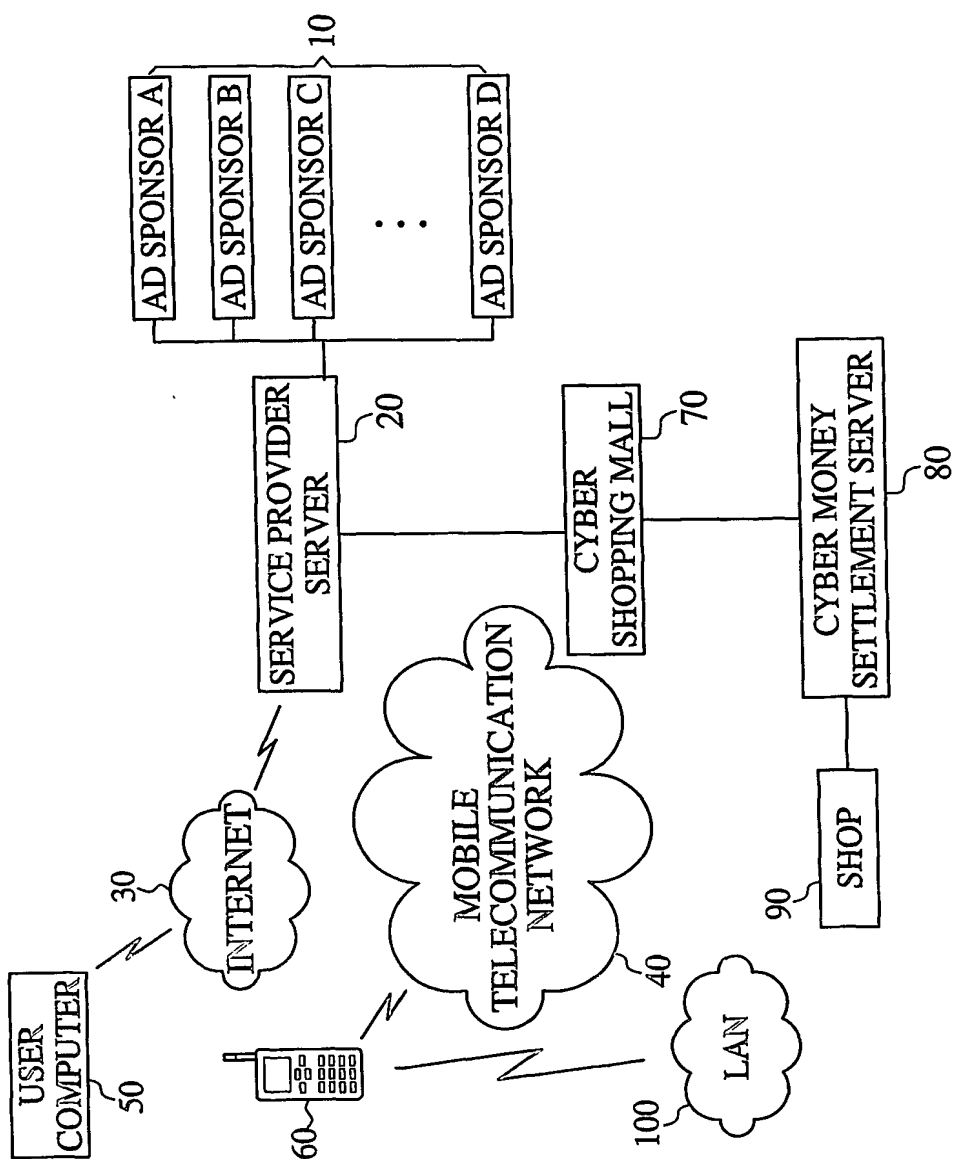 USER
COMPUTER
50
30
INTERNET
SERVICE PROVIDER
SERVER
20
AD SPONSOR A
AD SPONSOR B
AD SPONSOR C
...
AD SPONSOR D
10
60
MOBILE
TELECOMMUNICATION
NETWORK
40
CYBER
SHOPPING MALL
70
100
LAN
90
SHOP
CYBER MONEY
SETTLEMENT SERVER
80